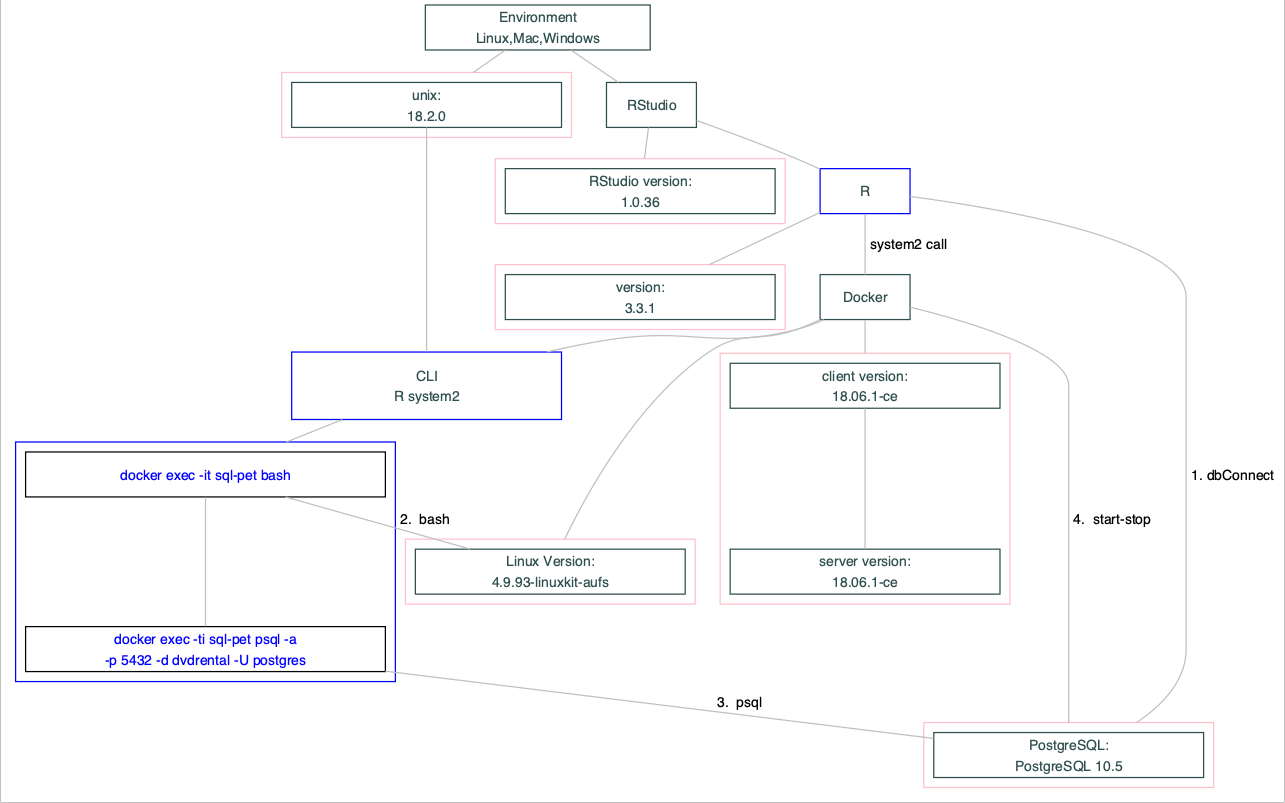 Environment
Linux,Mac,Windows
unix:
18.2.0
RStudio
RStudio version:
1.0.36
R
system2 call
version:
3.3.1
Docker
CLI
R system2
client version:
18.06.1-ce
docker exec -it sql-pet bash
1. dbConnect
2.  bash
4.  start-stop
Linux Version:
4.9.93-linuxkit-aufs
server version:
18.06.1-ce
docker exec -ti sql-pet psql -a
-p 5432 -d dvdrental -U postgres
3.  psql
PostgreSQL:
PostgreSQL 10.5